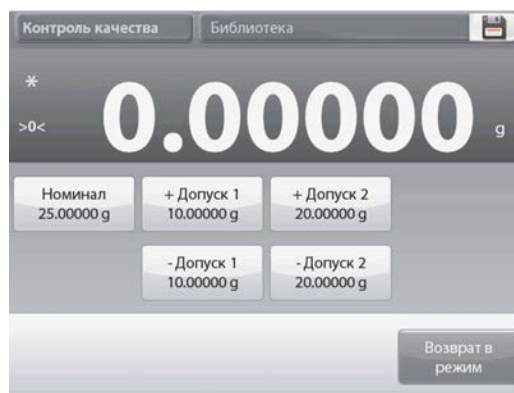 Контроль качества
Библиотека
*
>0<
0.00000 g
Номинал
25.00000 g
+ Допуск 1
10.00000 g
+ Допуск 2
20.00000 g
- Допуск 1
10.00000 g
- Допуск 2
20.00000 g
Возврат в
режим